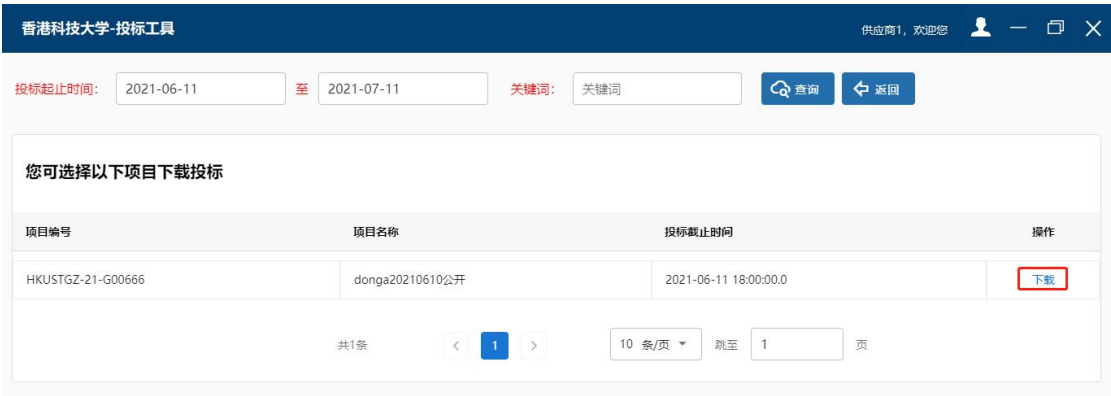 香港科技大学-投标工具 供应商1，欢迎您
投标起止时间： 2021-06-11 至 2021-07-11 关键词： 关键词 查询 返回
您可选择以下项目下载投标
项目编号 项目名称 投标截止时间 操作
HKUSTGZ-21-G00666 donga20210610公开 2021-06-11 18:00:00.0 下载
共1条 < 1 > 10 条/页 跳至 1 页